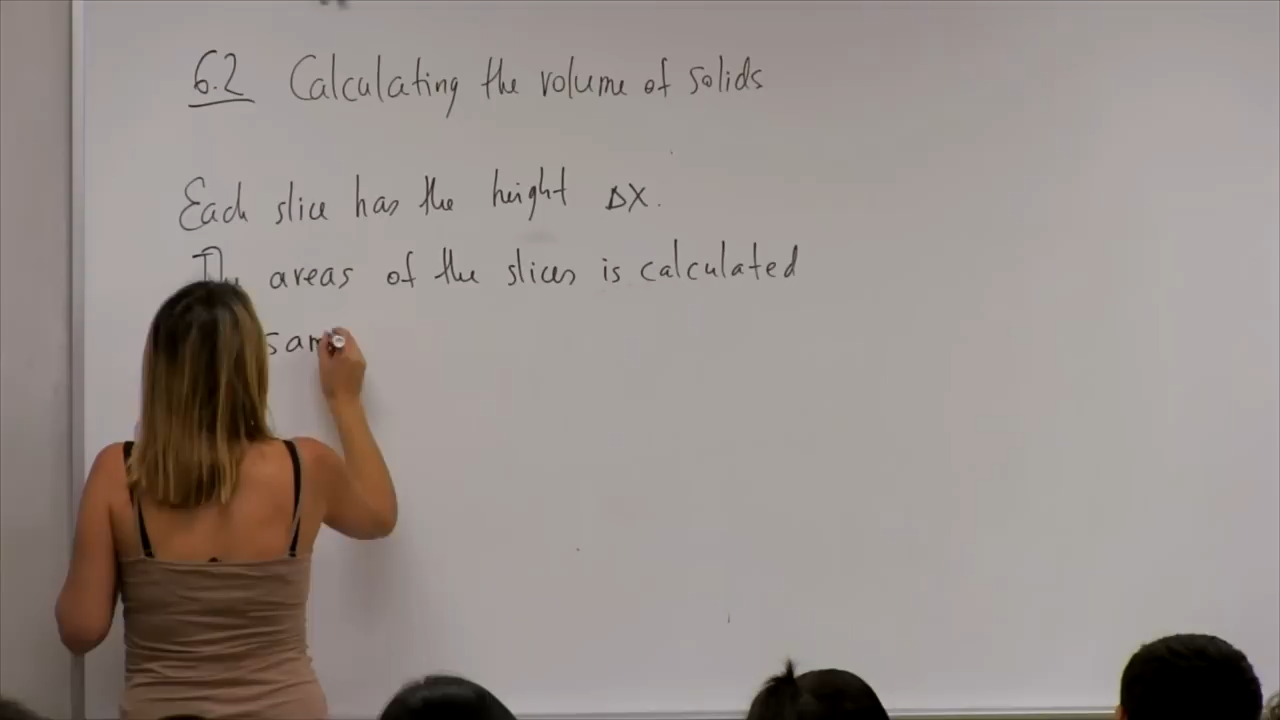 6.2 Calculating the volume of solids
Each slice has the height ΔX.
The areas of the slices is calculated